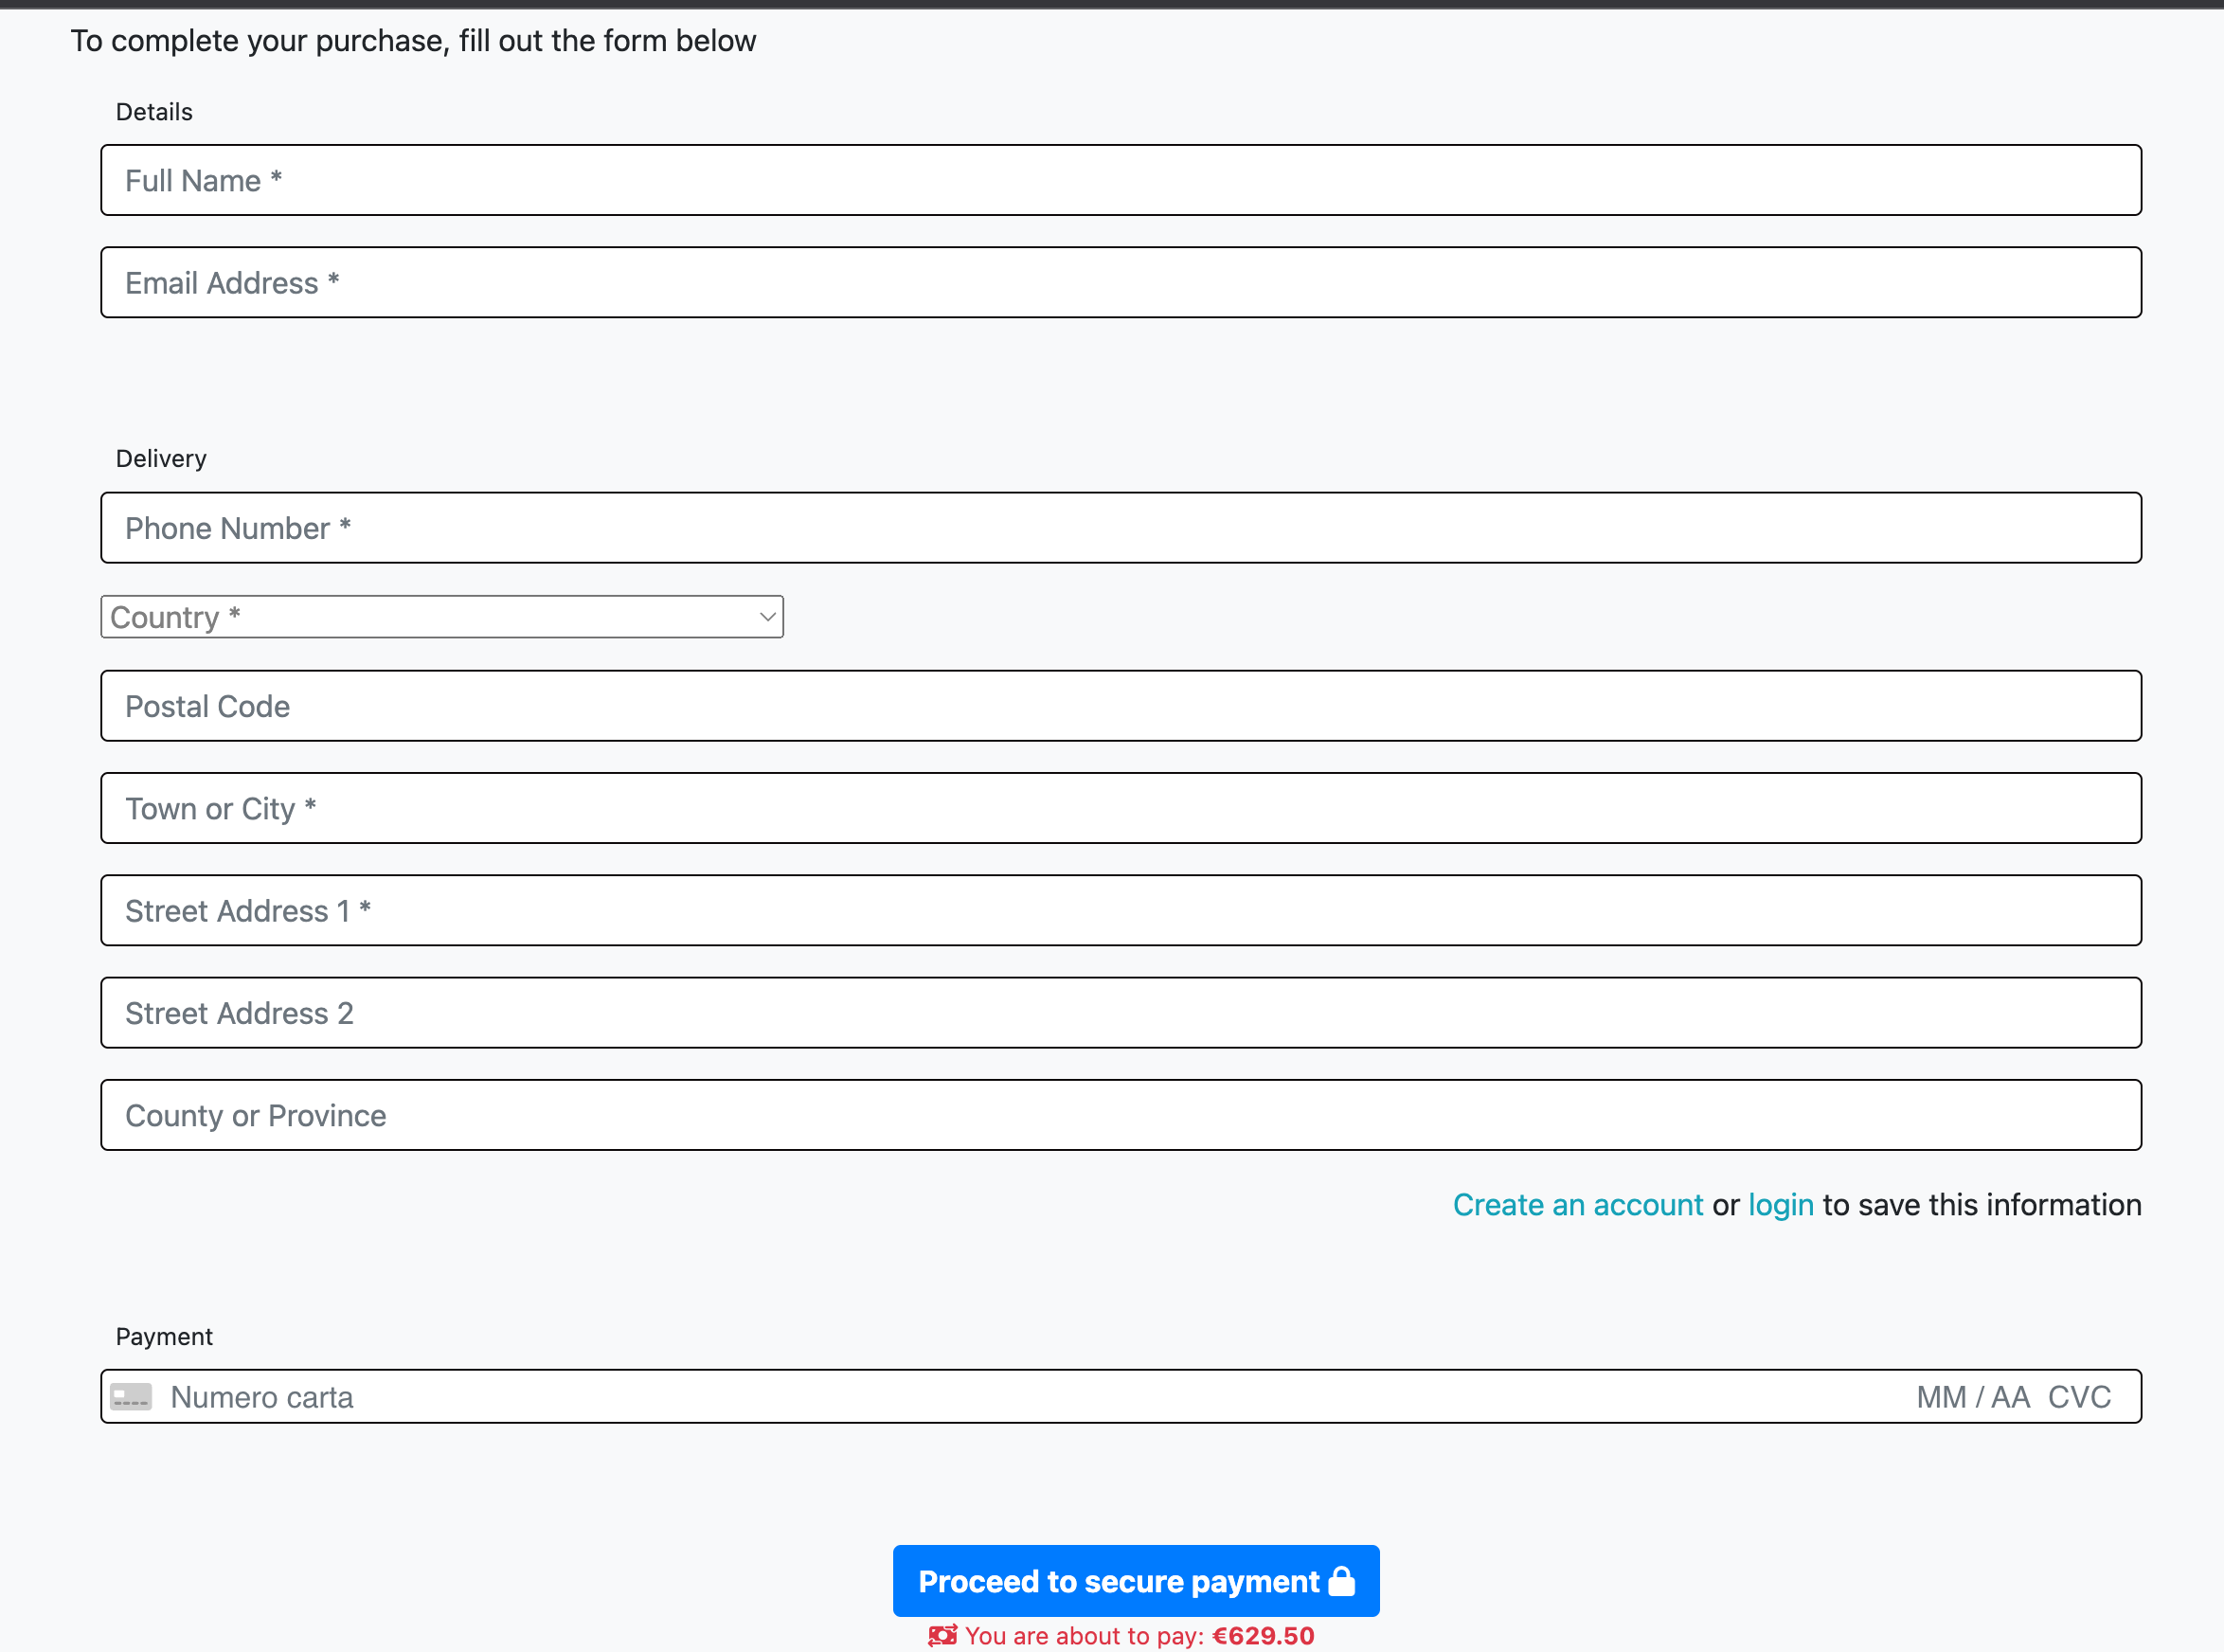 To complete your purchase, fill out the form below
Details
Full Name *
Email Address *
Delivery
Phone Number *
Country *
Postal Code
Town or City *
Street Address 1 *
Street Address 2
County or Province
Create an account or login to save this information
Payment
Numero carta MM / AA CVC
Proceed to secure payment
You are about to pay: €629.50